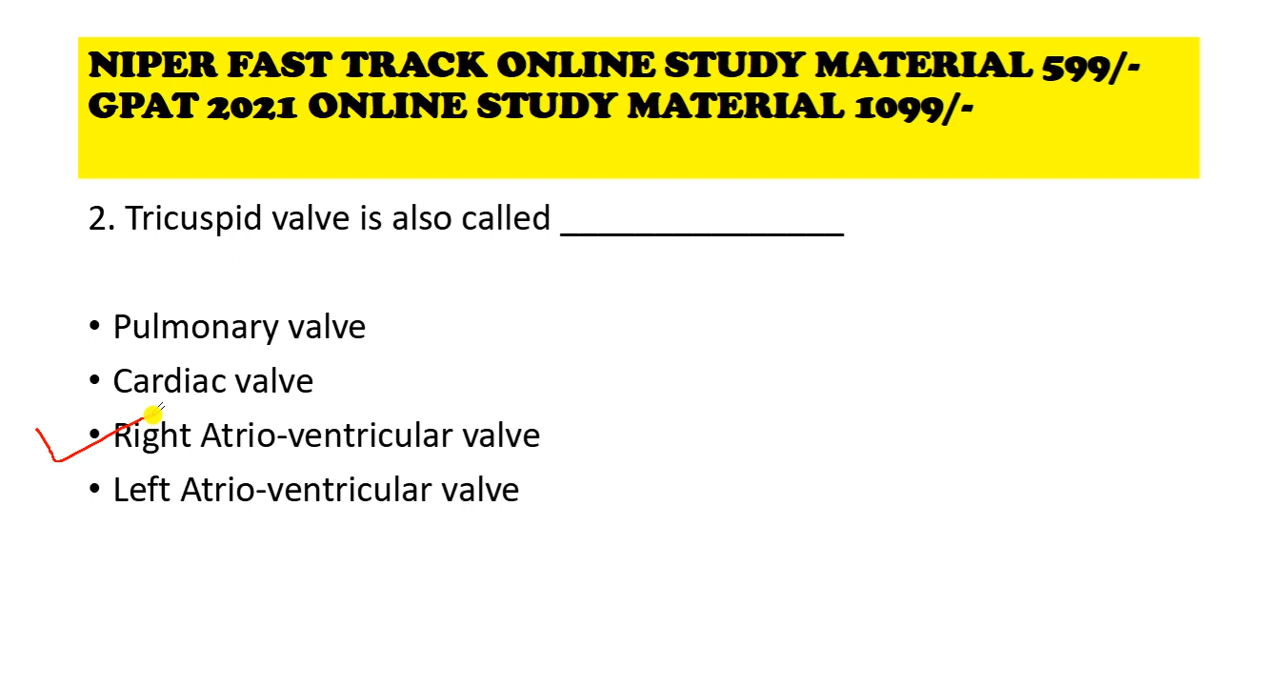 NIPER FAST TRACK ONLINE STUDY MATERIAL 599/-
GPAT 2021 ONLINE STUDY MATERIAL 1099/-
2. Tricuspid valve is also called _______________
• Pulmonary valve
• Cardiac valve
• Right Atrio-ventricular valve
• Left Atrio-ventricular valve